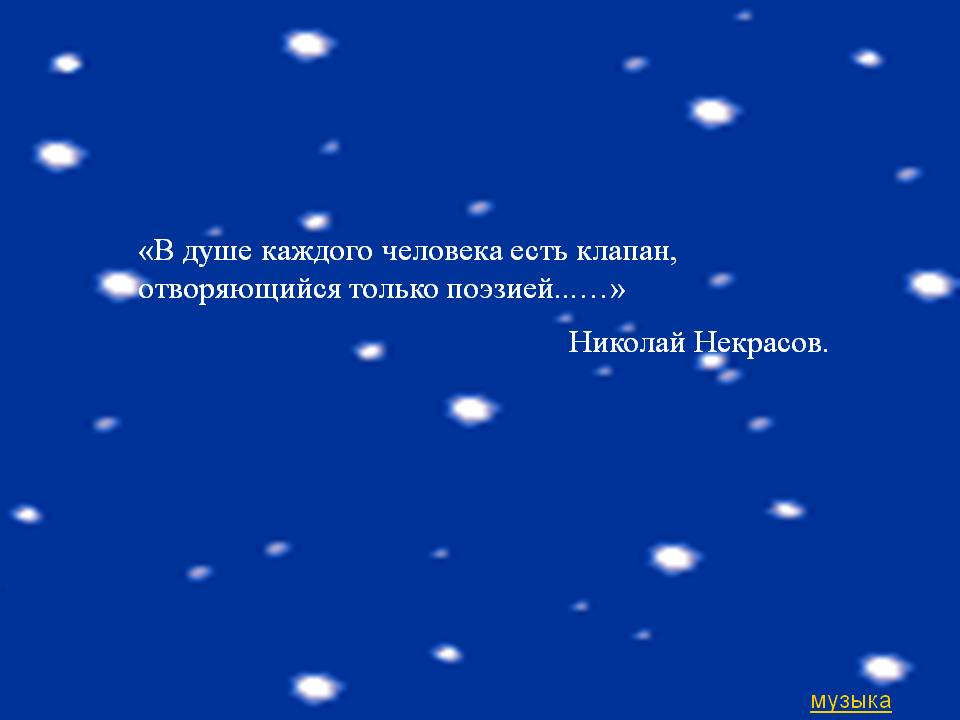 «В душе каждого человека есть клапан,
отворяющийся только поэзией...…»
Николай Некрасов.
музыка